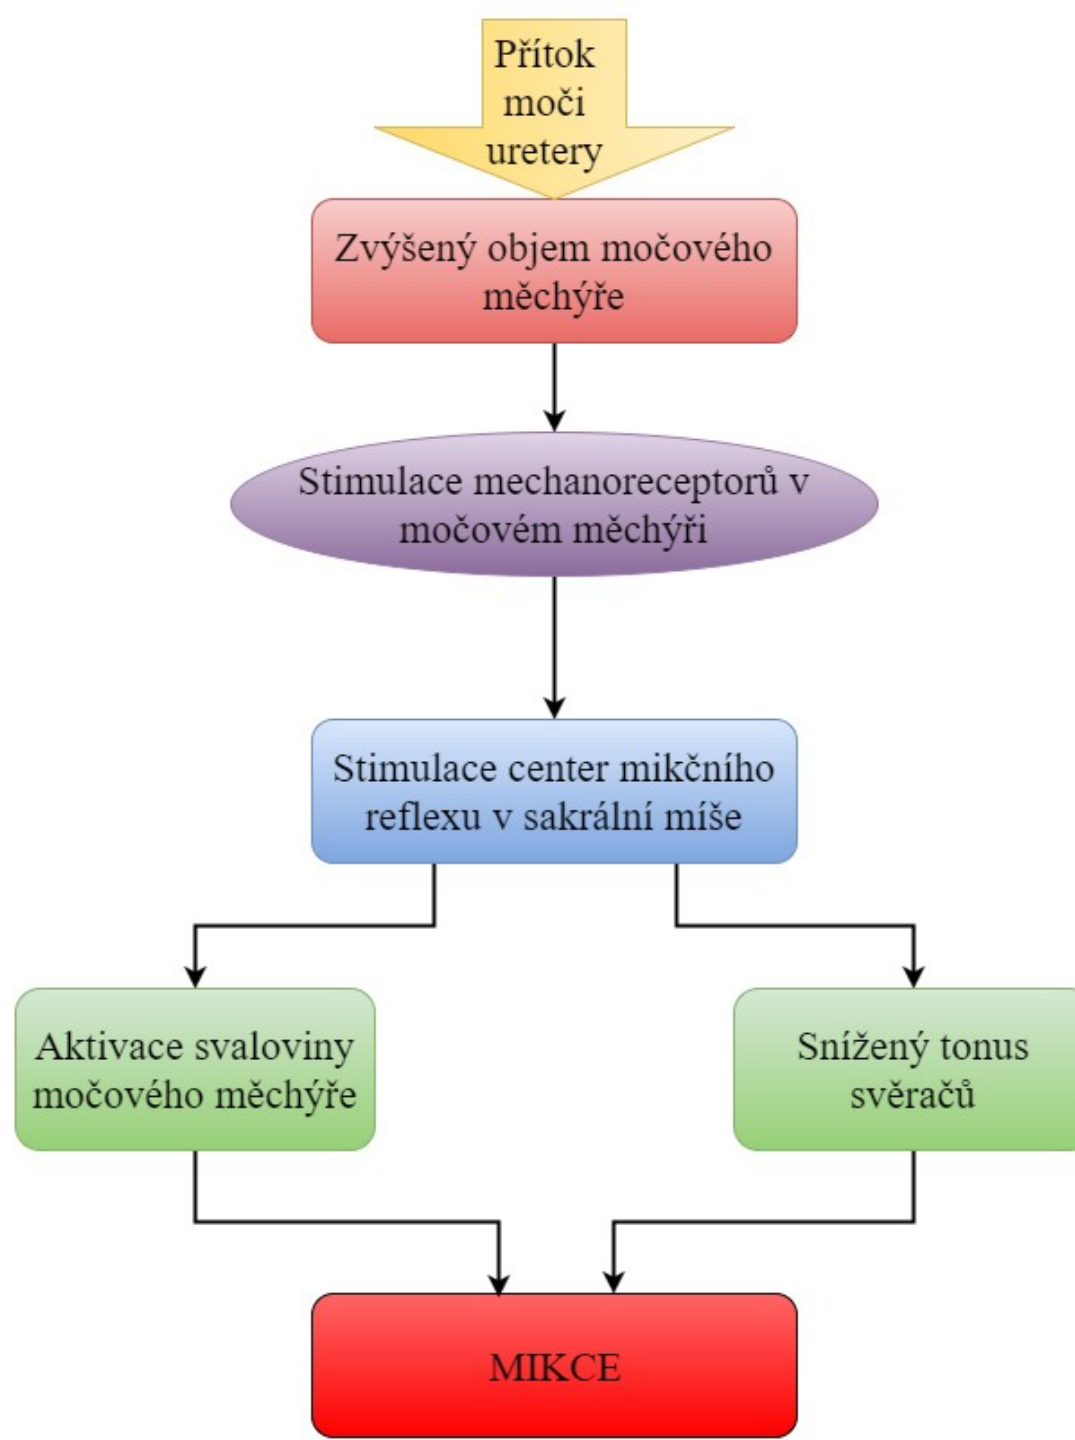 Přítok
moči
uretery
Zvýšený objem močového
měchýře
Stimulace mechanoreceptorů v
močovém měchýři
Stimulace center mikčního
reflexu v sakrální míše
Aktivace svaloviny
močového měchýře
Snížený tonus
svěračů
MIKCE